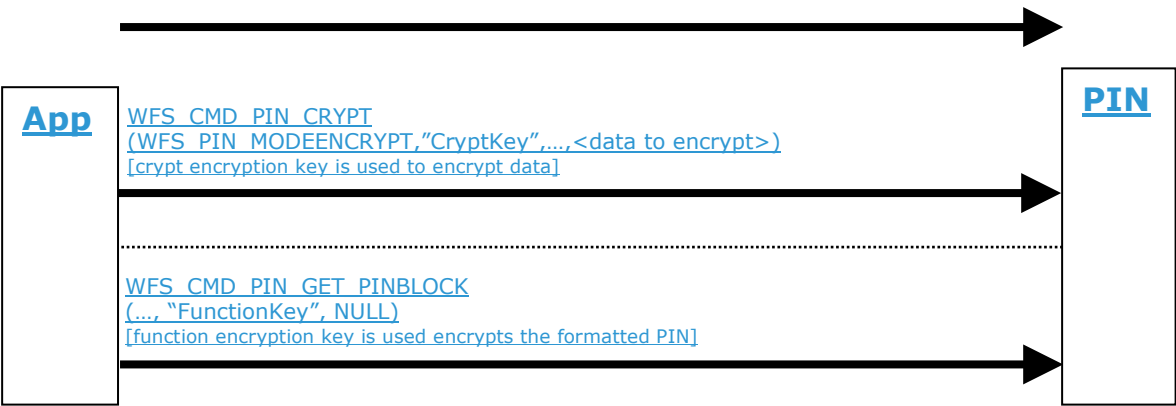 App
PIN
WFS_CMD_PIN_CRYPT
(WFS_PIN_MODEENCRYPT,”CryptKey”,…,<data to encrypt>)
[crypt encryption key is used to encrypt data]
WFS_CMD_PIN_GET_PINBLOCK
(…, “FunctionKey”, NULL)
[function encryption key is used encrypts the formatted PIN]